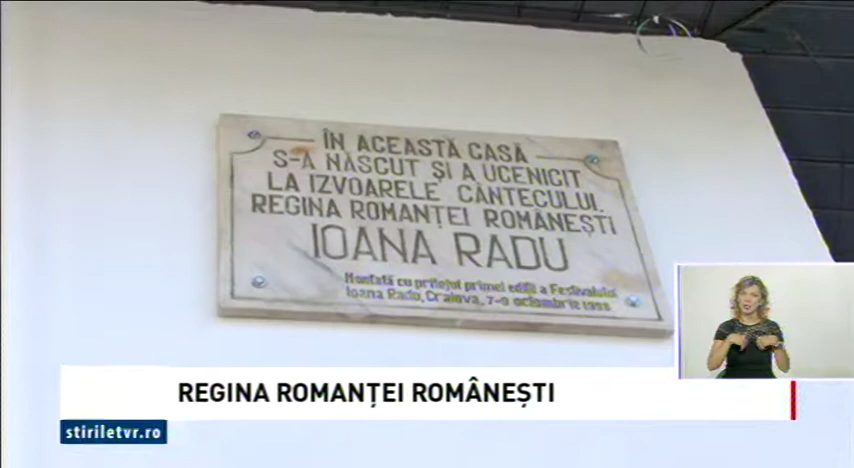 ÎN ACEASTĂ CASĂ
S-A NĂSCUT ȘI A UCENICIT
LA IZVOARELE CÂNTECULUI,
REGINA ROMANȚEI ROMÂNEȘTI
IOANA RADU
Montată cu prilejul primei ediții a Festivalului
Ioana Radu, Craiova, 7-9 octombrie
REGINA ROMANȚEI ROMÂNEȘTI
stiriletvr.ro